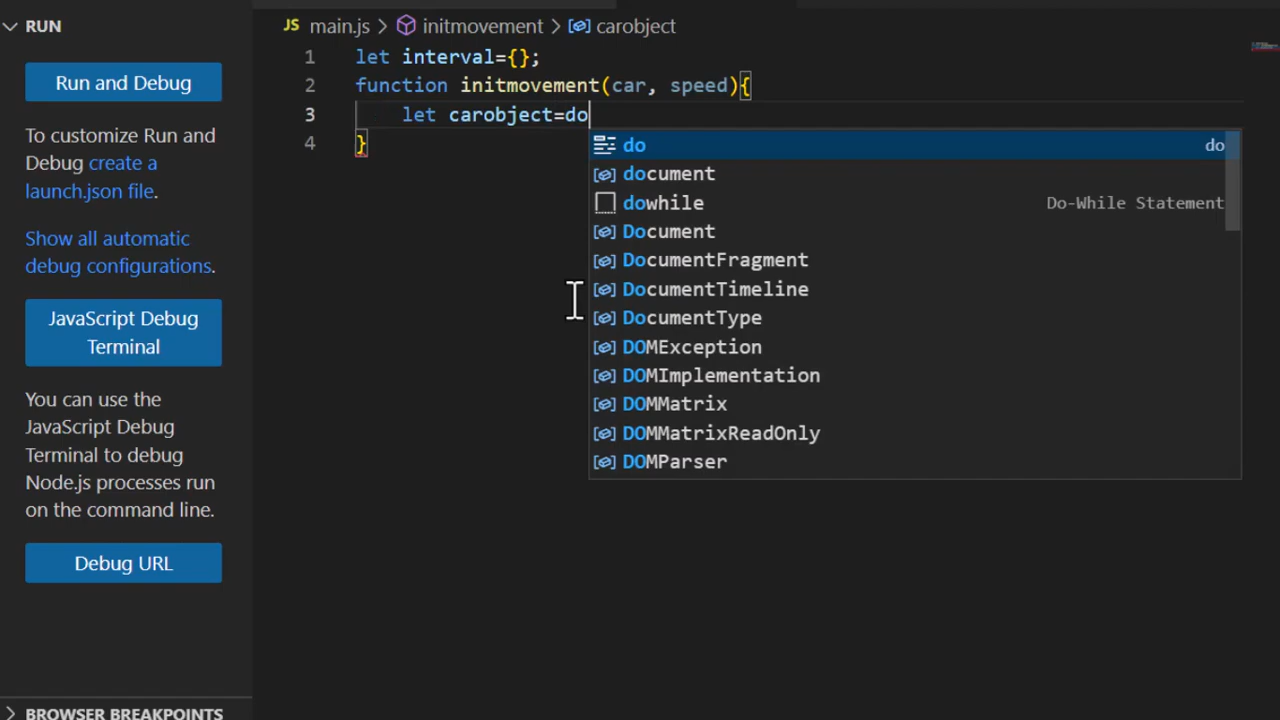 RUN
Run and Debug
To customize Run and
Debug create a
launch.json file.
Show all automatic
debug configurations.
JavaScript Debug
Terminal
You can use the
JavaScript Debug
Terminal to debug
Node.js processes run
on the command line.
Debug URL
BROWSER BREAKPOINTS
JS main.js > initmovement > carobject
1 let interval={};
2 function initmovement(car, speed){
3 let carobject=do
4 }
do do
document
dowhile Do-While Statement
Document
DocumentFragment
DocumentTimeline
DocumentType
DOMException
DOMImplementation
DOMMatrix
DOMMatrixReadOnly
DOMParser